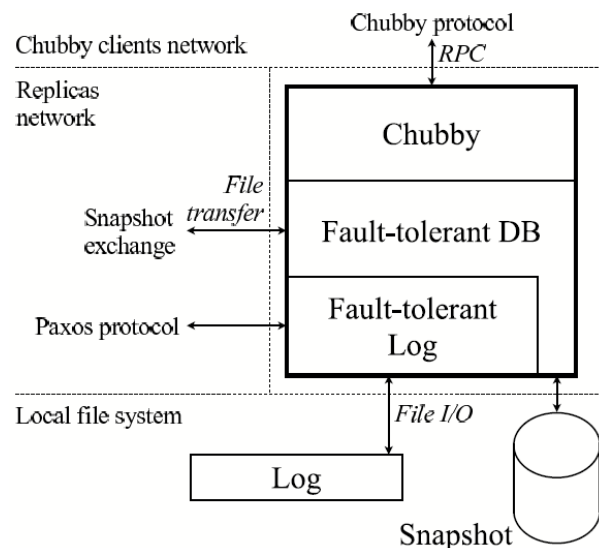 Chubby protocol
Chubby clients network
RPC
Replicas
network
Chubby
File
transfer
Snapshot
exchange
Fault-tolerant DB
Fault-tolerant
Log
Paxos protocol
Local file system
File I/O
Log
Snapshot